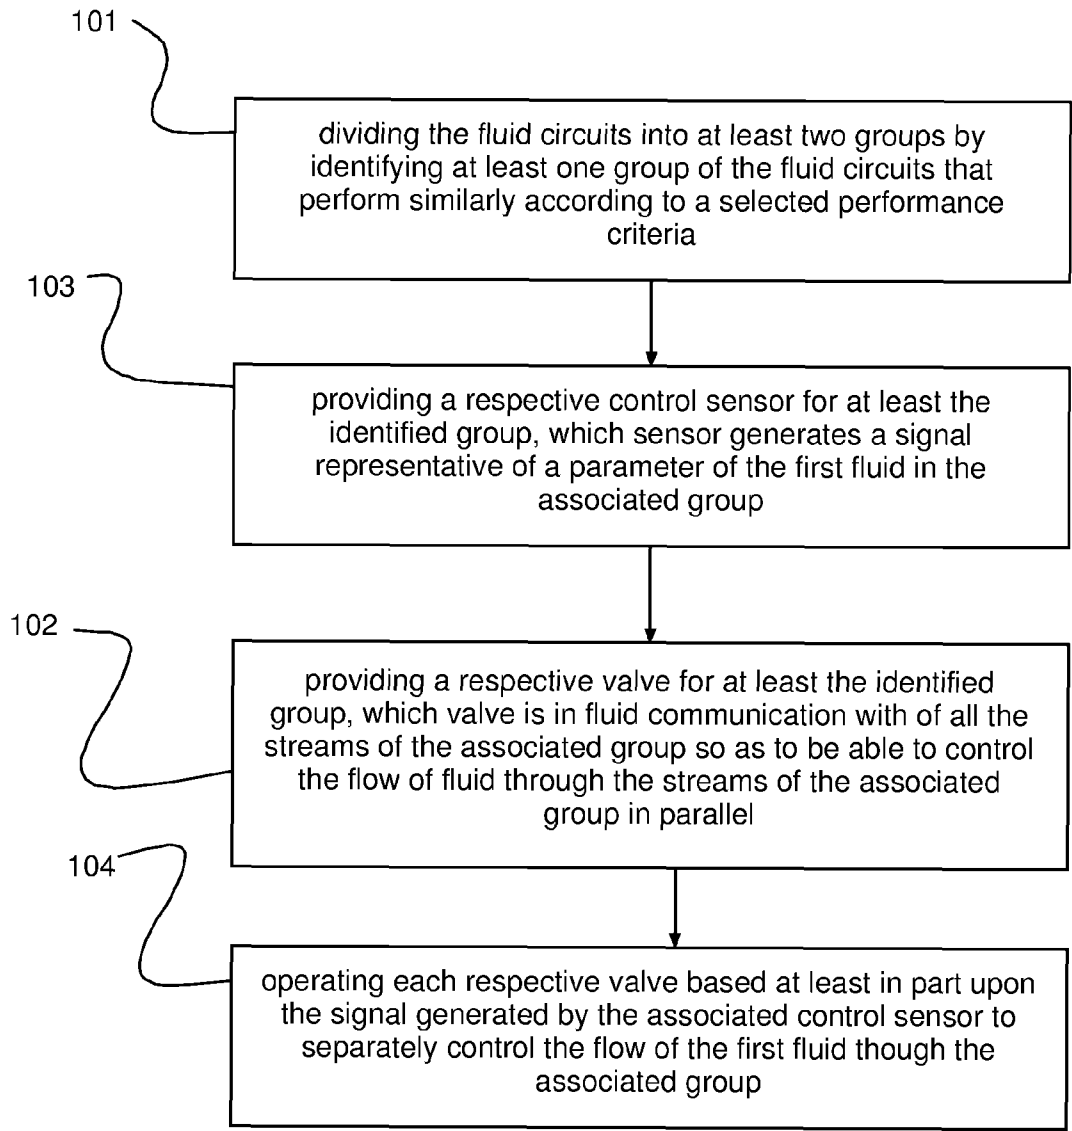 101
dividing the fluid circuits into at least two groups by
identifying at least one group of the fluid circuits that
perform similarly according to a selected performance
criteria
103
providing a respective control sensor for at least the
identified group, which sensor generates a signal
representative of a parameter of the first fluid in the
associated group
102
providing a respective valve for at least the identified
group, which valve is in fluid communication with of all the
streams of the associated group so as to be able to control
the flow of fluid through the streams of the associated
group in parallel
104
operating each respective valve based at least in part upon
the signal generated by the associated control sensor to
separately control the flow of the first fluid though the
associated group